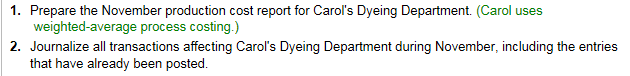 1. Prepare the November production cost report for Carol's Dyeing Department. (Carol uses
weighted-average process costing.)
2. Journalize all transactions affecting Carol's Dyeing Department during November, including the entries
that have already been posted.